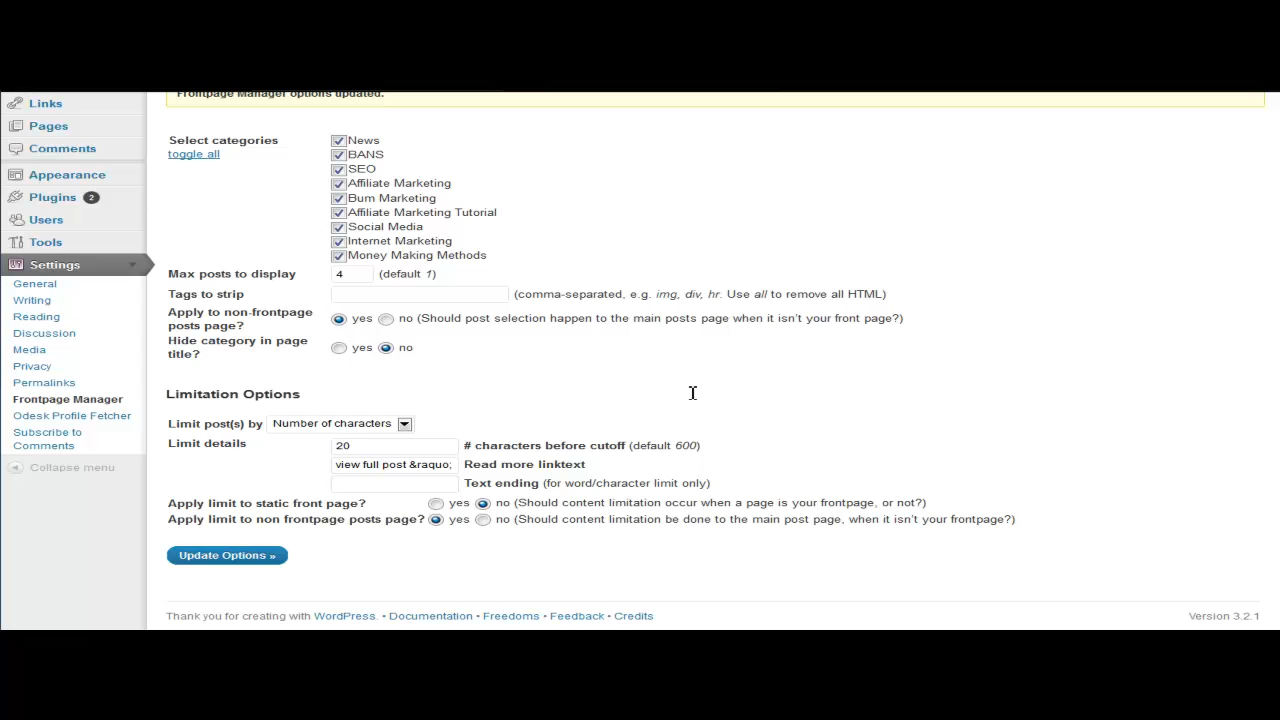 Frontpage Manager options updated.
Links
Pages
Comments
Appearance
Plugins 2
Users
Tools
Settings
General
Writing
Reading
Discussion
Media
Privacy
Permalinks
Frontpage Manager
Odesk Profile Fetcher
Subscribe to
Comments
Collapse menu
Select categories
toggle all
News
BANS
SEO
Affiliate Marketing
Bum Marketing
Affiliate Marketing Tutorial
Social Media
Internet Marketing
Money Making Methods
Max posts to display 4 (default 1)
Tags to strip (comma-separated, e.g. img, div, hr. Use all to remove all HTML)
Apply to non-frontpage
posts page? yes no (Should post selection happen to the main posts page when it isn't your front page?)
Hide category in page
title? yes no
Limitation Options
Limit post(s) by Number of characters
Limit details 20 # characters before cutoff (default 600)
view full post &raquo; Read more linktext
Text ending (for word/character limit only)
Apply limit to static front page? yes no (Should content limitation occur when a page is your frontpage, or not?)
Apply limit to non frontpage posts page? yes no (Should content limitation be done to the main post page, when it isn't your frontpage?)
Update Options »
Thank you for creating with WordPress. • Documentation • Freedoms • Feedback • Credits
Version 3.2.1